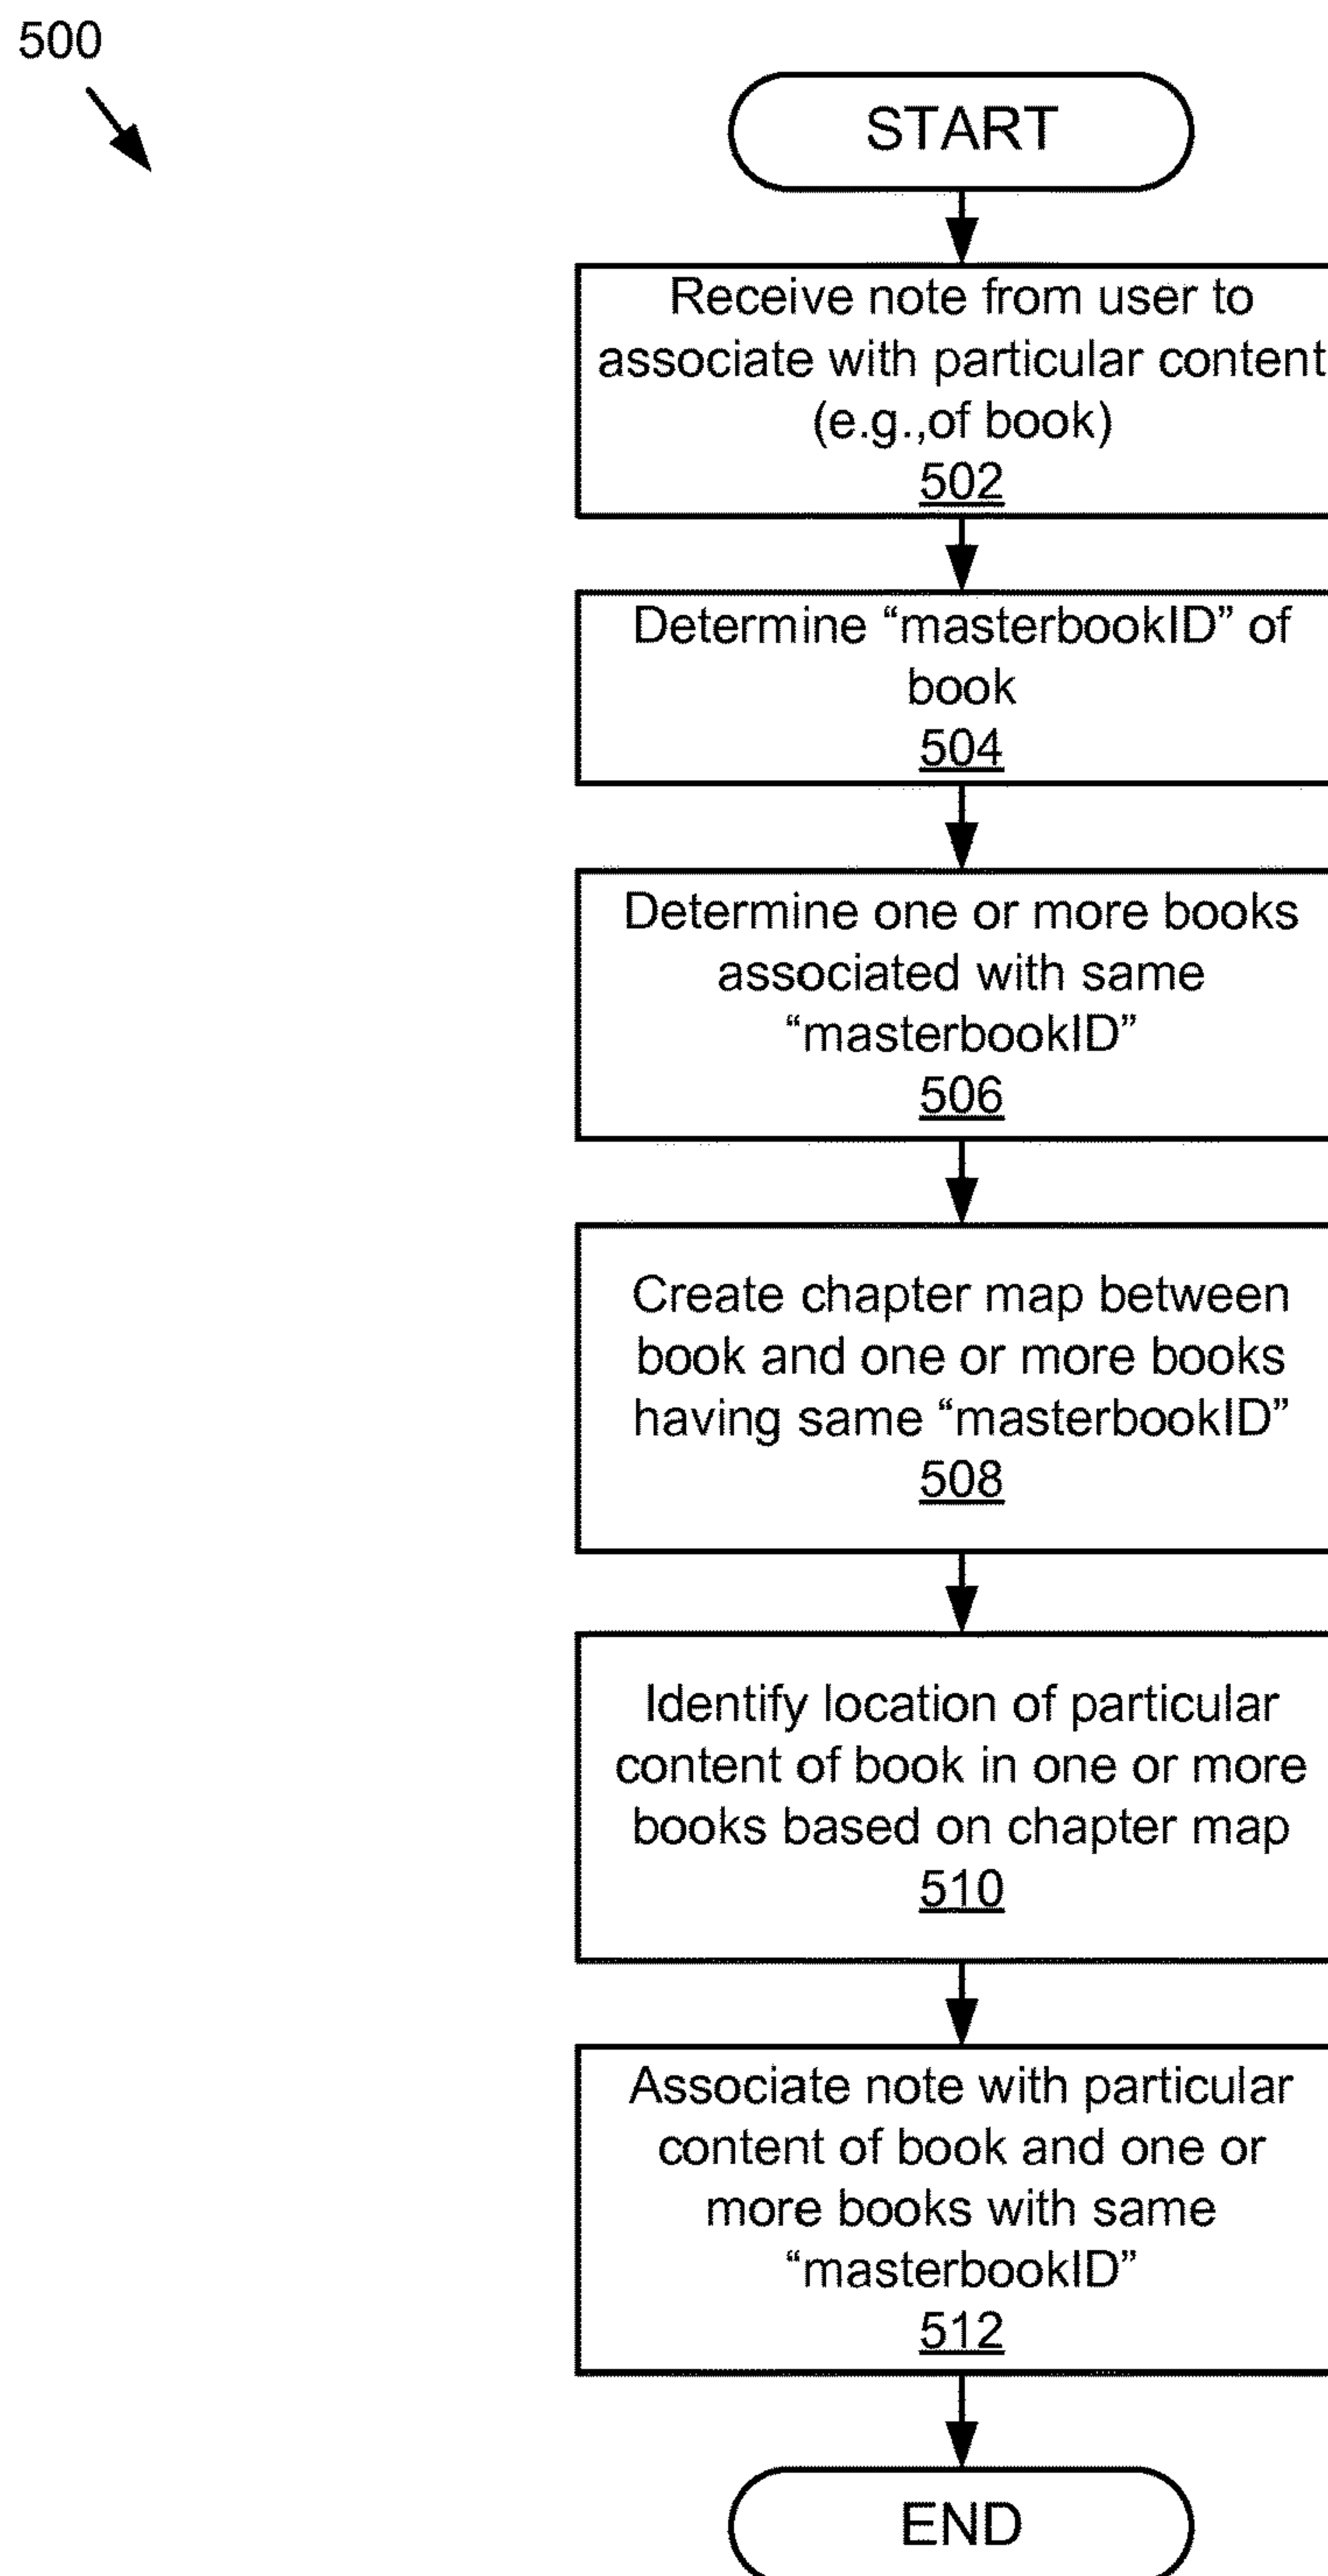 500
START
Receive note from user to
associate with particular content
(e.g.,of book)
502
Determine “masterbookID” of
book
504
Determine one or more books
associated with same
“masterbookID”
506
Create chapter map between
book and one or more books
having same “masterbookID”
508
Identify location of particular
content of book in one or more
books based on chapter map
510
Associate note with particular
content of book and one or
more books with same
“masterbookID”
512
END